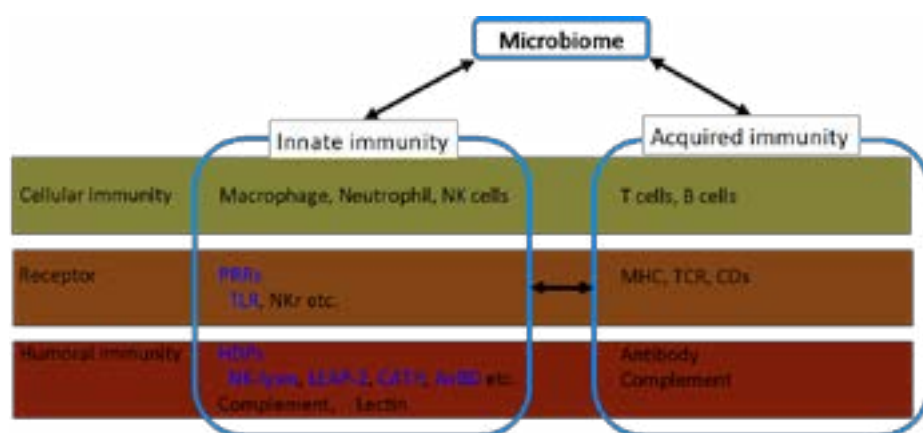 Microbiome
Innate immunity
Acquired immunity
Cellular immunity
Macrophage, Neutrophil, NK cells
T cells, B cells
Receptor
PRRs
TLR, NKr etc.
MHC, TCR, CDs
Humoral immunity
HDPs
NK-lysin, LEAP-2, CATH, AvBD etc.
Complement, Lectin
Antibody
Complement